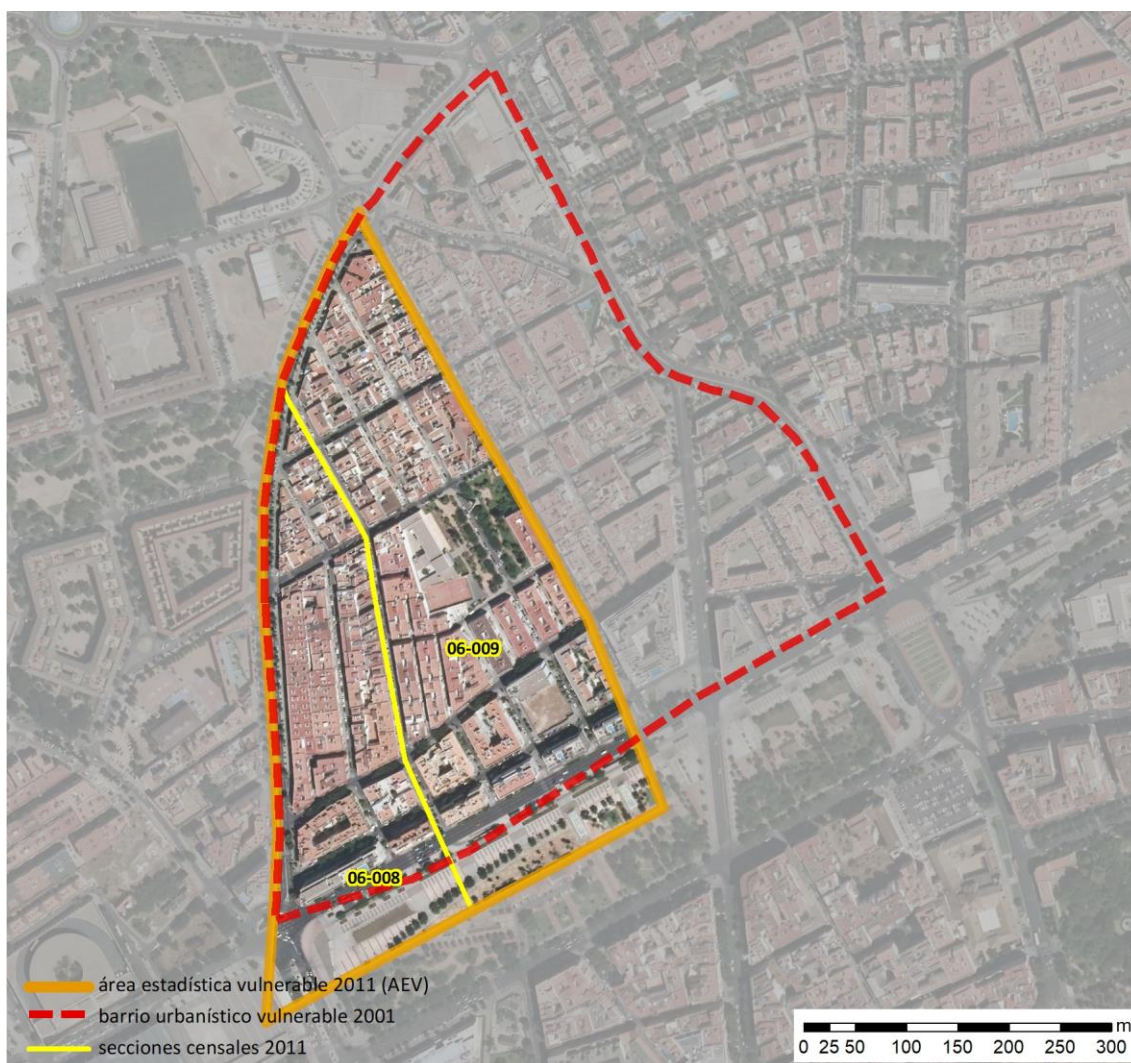 06-009
06-008
área estadística vulnerable 2011 (AEV)
barrio urbanístico vulnerable 2001
secciones censales 2011
m
0 25 50 100 150 200 250 300